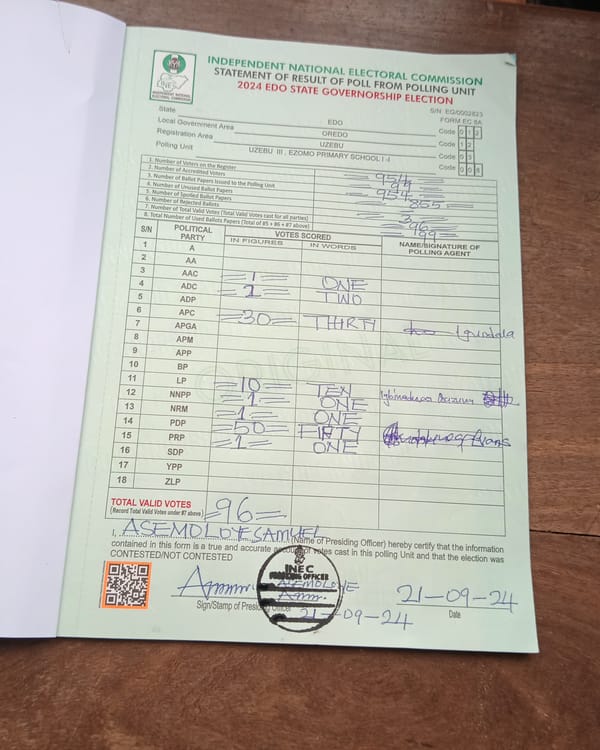 INDEPENDENT NATIONAL ELECTORAL COMMISSION
STATEMENT OF RESULT OF POLL FROM POLLING UNIT
2024 EDO STATE GOVERNORSHIP ELECTION
INEC
INDEPENDENT NATIONAL ELECTORAL COMMISSION
S/N: EG/0002823
FORM EC 8A
State EDO Code 0 1 2
Local Government Area OREDO Code 1 2
Registration Area UZEBU Code 0 3
Polling Unit UZEBU III, EZOMO PRIMARY SCHOOL I -I Code 0 0 8
1. Number of Voters on the Register 954
2. Number of Accredited Voters 99
3. Number of Ballot Papers Issued to the Polling Unit 954
4. Number of Unused Ballot Papers 855
5. Number of Spoiled Ballot Papers
6. Number of Rejected Ballots 3
7. Number of Total Valid Votes (Total Valid Votes cast for all parties) 96
8. Total Number of Used Ballots Papers (Total of #5 + #6 + #7 above) 99
S/N POLITICAL PARTY VOTES SCORED NAME/SIGNATURE OF POLLING AGENT
IN FIGURES IN WORDS
1 A
2 AA
3 AAC
4 ADC =1= ONE
5 ADP =2= TWO
6 APC
7 APGA =30= THIRTY
8 APM
9 APP
10 BP
11 LP
12 NNPP =10= TEN
13 NRM =1= ONE
14 PDP =1= ONE
15 PRP =50= FIFTY Evans
16 SDP =1= ONE
17 YPP
18 ZLP
TOTAL VALID VOTES =96=
(Record Total Valid Votes under #7 above)
I, ASEMOLOYE SAMUEL (Name of Presiding Officer) hereby certify that the information
contained in this form is a true and accurate account of votes cast in this polling Unit and that the election was
CONTESTED/NOT CONTESTED
INEC
PRESIDING OFFICER
ASEMOLOYE
21-09-24
Sign/Stamp of Presiding Officer
21-09-24
Date